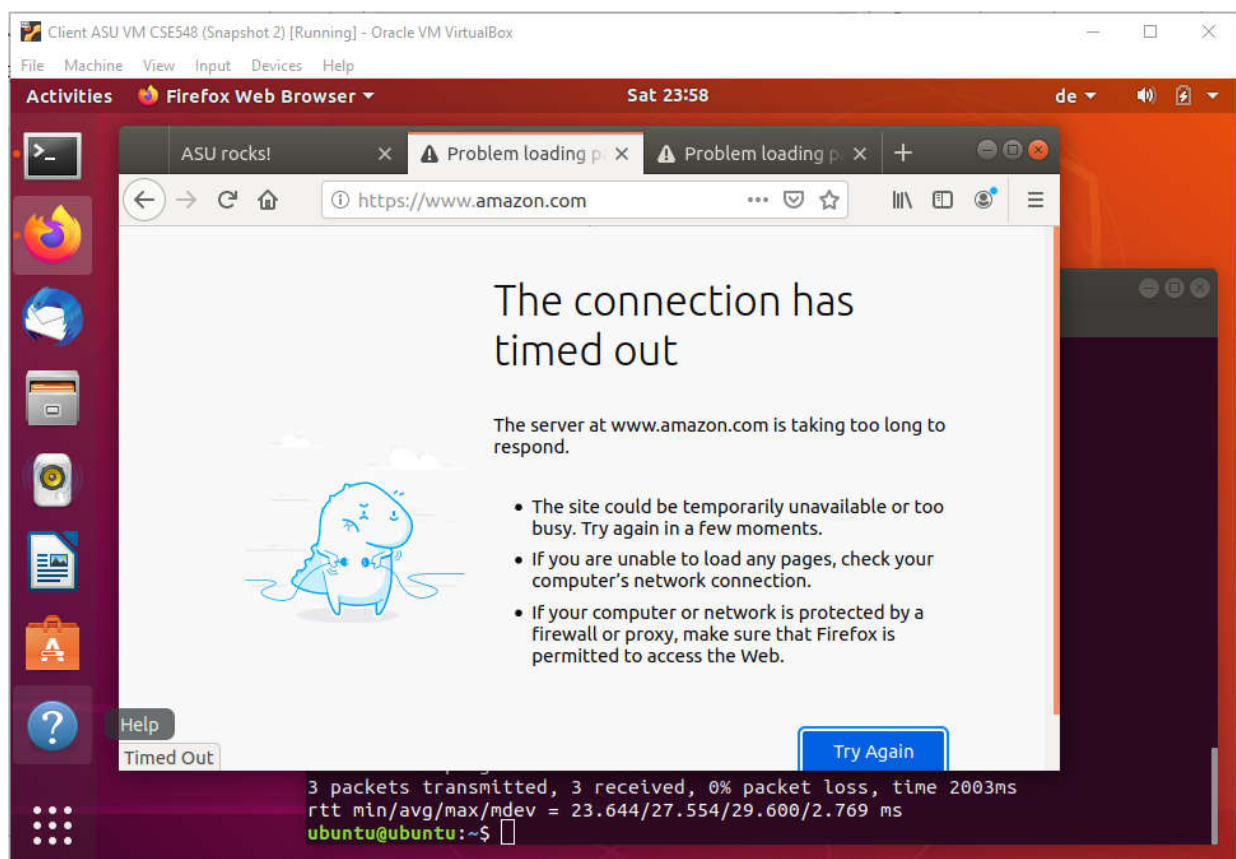 Client ASU VM CSE548 (Snapshot 2) [Running] - Oracle VM VirtualBox
File Machine View Input Devices Help
Activities Firefox Web Browser Sat 23:58 de
ASU rocks! Problem loading p Problem loading p
https://www.amazon.com
The connection has
timed out
The server at www.amazon.com is taking too long to
respond.
• The site could be temporarily unavailable or too
busy. Try again in a few moments.
• If you are unable to load any pages, check your
computer's network connection.
• If your computer or network is protected by a
firewall or proxy, make sure that Firefox is
permitted to access the Web.
Help
Try Again
Timed Out
3 packets transmitted, 3 received, 0% packet loss, time 2003ms
rtt min/avg/max/mdev = 23.644/27.554/29.600/2.769 ms
ubuntu@ubuntu:~$